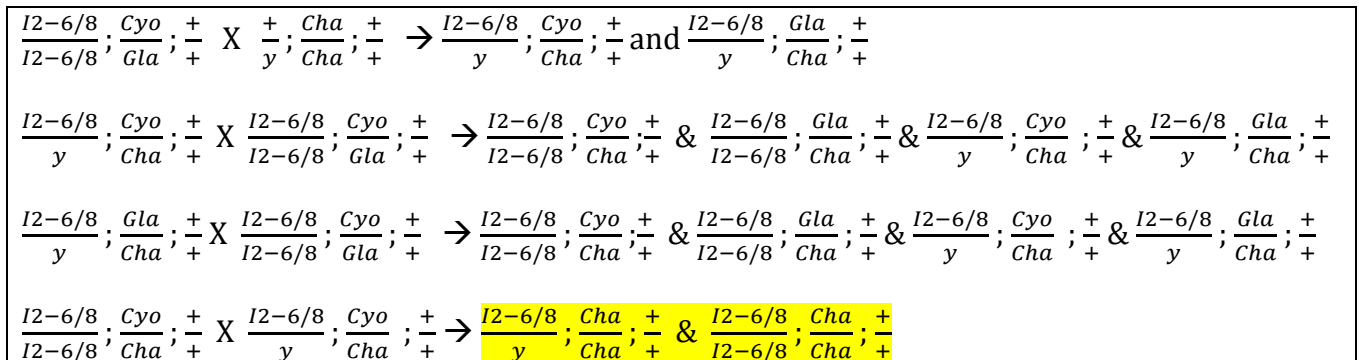 I2−6/8/I2−6/8 ; Cyo/Gla ; +/+ X +/y ; Cha/Cha ; +/+ → I2−6/8/y ; Cyo/Cha ; +/+ and I2−6/8/y ; Gla/Cha ; +/+
I2−6/8/y ; Cyo/Cha ; +/+ X I2−6/8/I2−6/8 ; Cyo/Gla ; +/+ → I2−6/8/I2−6/8 ; Cyo/Cha ; +/+ & I2−6/8/I2−6/8 ; Gla/Cha ; +/+ & I2−6/8/y ; Cyo/Cha ; +/+ & I2−6/8/y ; Gla/Cha ; +/+
I2−6/8/y ; Gla/Cha ; +/+ X I2−6/8/I2−6/8 ; Cyo/Gla ; +/+ → I2−6/8/I2−6/8 ; Cyo/Cha ; +/+ & I2−6/8/I2−6/8 ; Gla/Cha ; +/+ & I2−6/8/y ; Cyo/Cha ; +/+ & I2−6/8/y ; Gla/Cha ; +/+
I2−6/8/I2−6/8 ; Cyo/Cha ; +/+ X I2−6/8/y ; Cyo/Cha ; +/+ → I2−6/8/y ; Cha/Cha ; +/+ & I2−6/8/I2−6/8 ; Cha/Cha ; +/+